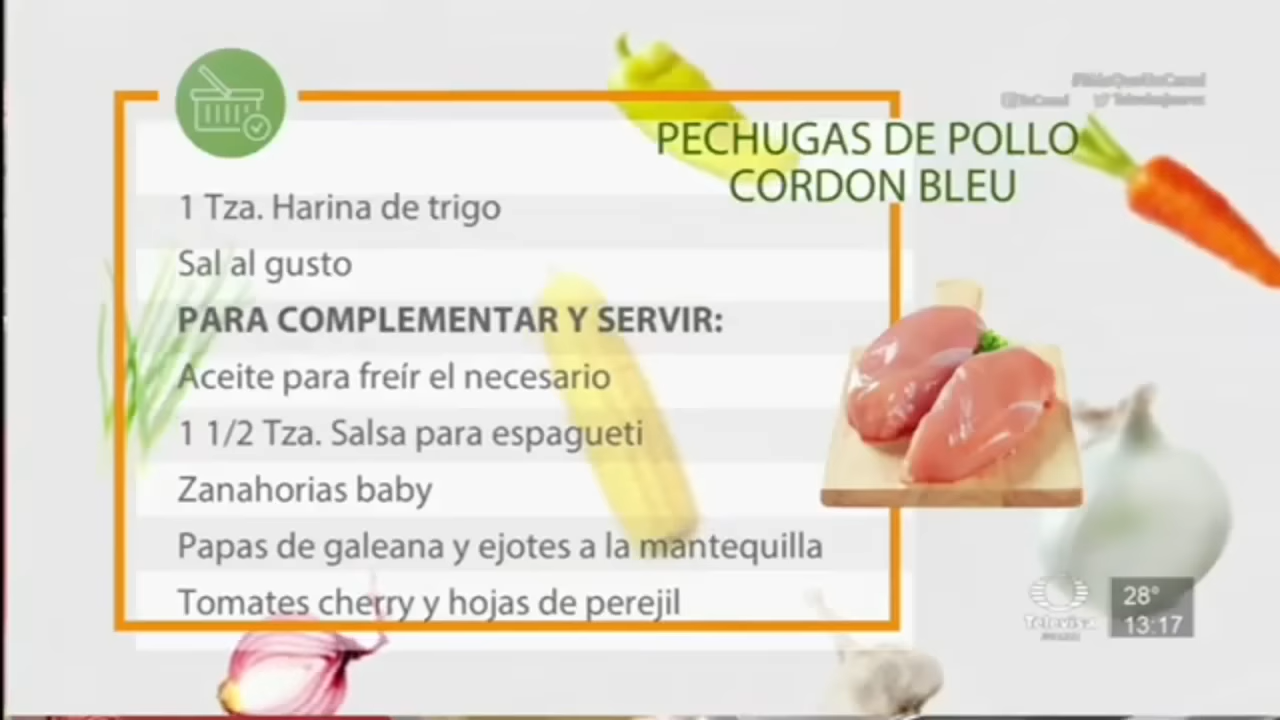 PECHUGAS DE POLLO
CORDON BLEU
1 Tza. Harina de trigo
Sal al gusto
PARA COMPLEMENTAR Y SERVIR:
Aceite para freír el necesario
1 1/2 Tza. Salsa para espagueti
Zanahorias baby
Papas de galeana y ejotes a la mantequilla
Tomates cherry y hojas de perejil
Televisa
28°
13:17